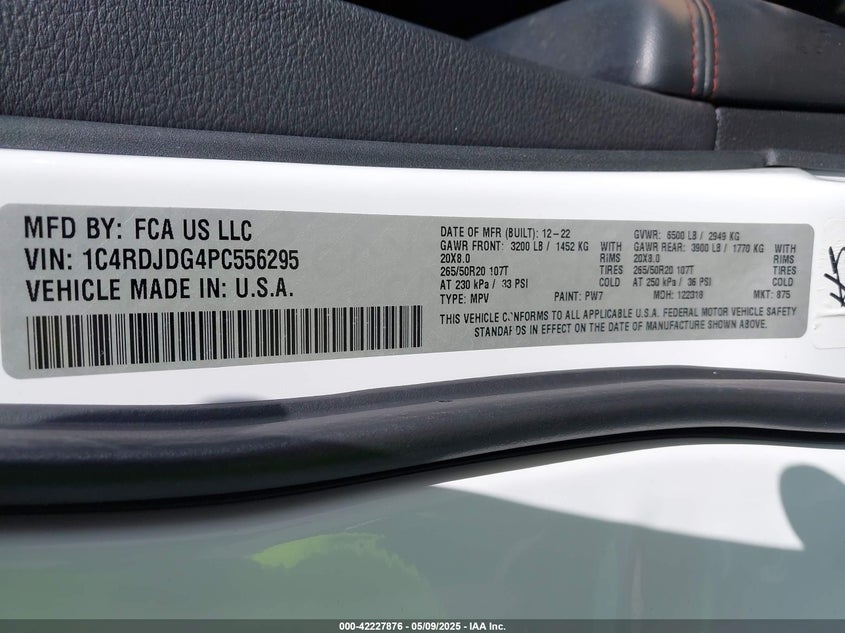 MFD BY: FCA US LLC
VIN: 1C4RDJDG4PC556295
VEHICLE MADE IN: U.S.A.
DATE OF MFR (BUILT): 12-22 GVWR: 6500 LB / 2949 KG
GAWR FRONT: 3200 LB / 1452 KG WITH GAWR REAR: 3900 LB / 1770 KG WITH
20X8.0 RIMS 20X8.0 RIMS
265/50R20 107T TIRES 265/50R20 107T TIRES
AT 230 kPa / 33 PSI COLD AT 250 kPa / 36 PSI COLD
TYPE: MPV PAINT: PW7 MDH: 122318 MKT: 875
THIS VEHICLE CONFORMS TO ALL APPLICABLE U.S.A. FEDERAL MOTOR VEHICLE SAFETY
STANDARDS IN EFFECT ON THE DATE OF MANUFACTURE SHOWN ABOVE.
000-42227876 - 05/09/2025 - IAA Inc.